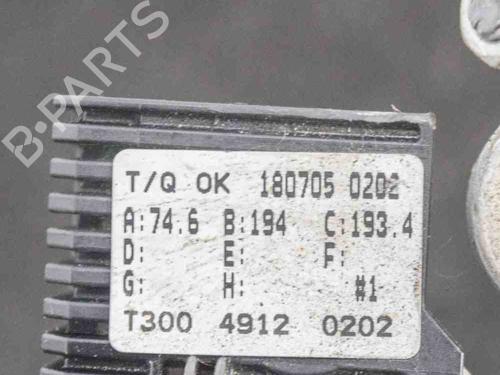 B-PARTS
T/Q OK 180705 0202
A:74.6 B:194 C:193.4
D: E: F:
G: H: #1
T300 4912 0202